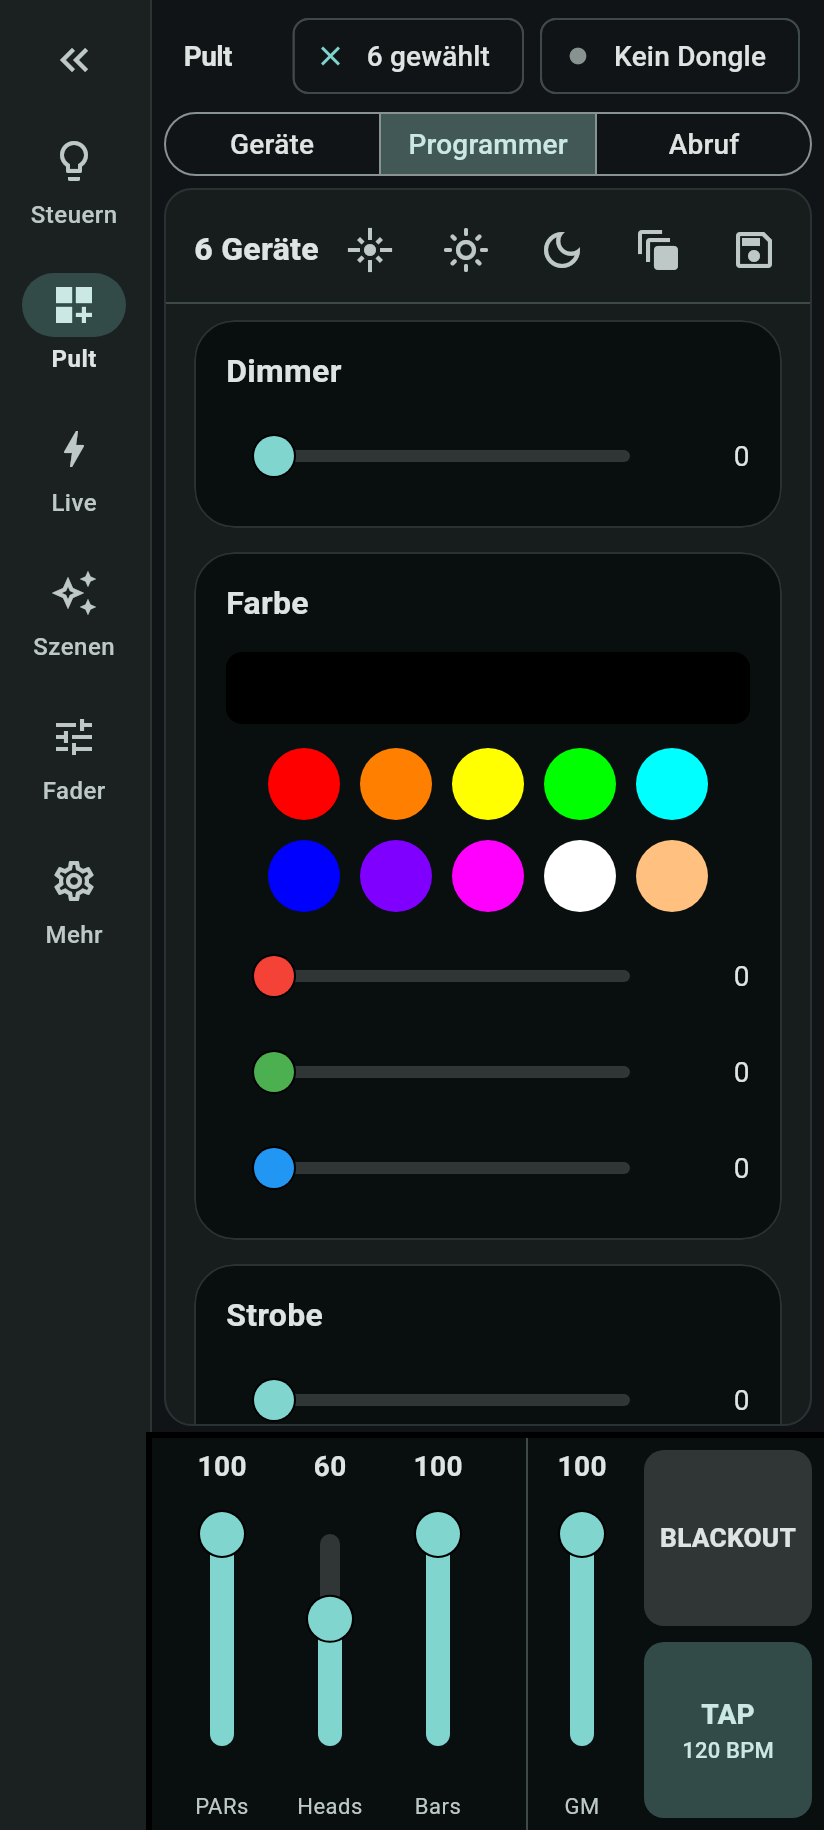 Pult
6 gewählt
Kein Dongle
Geräte
Programmer
Abruf
Steuern
Pult
Live
Szenen
Fader
Mehr
6 Geräte
Dimmer
0
Farbe
0
0
0
Strobe
0
100
60
100
100
PARs
Heads
Bars
GM
BLACKOUT
TAP
120 BPM